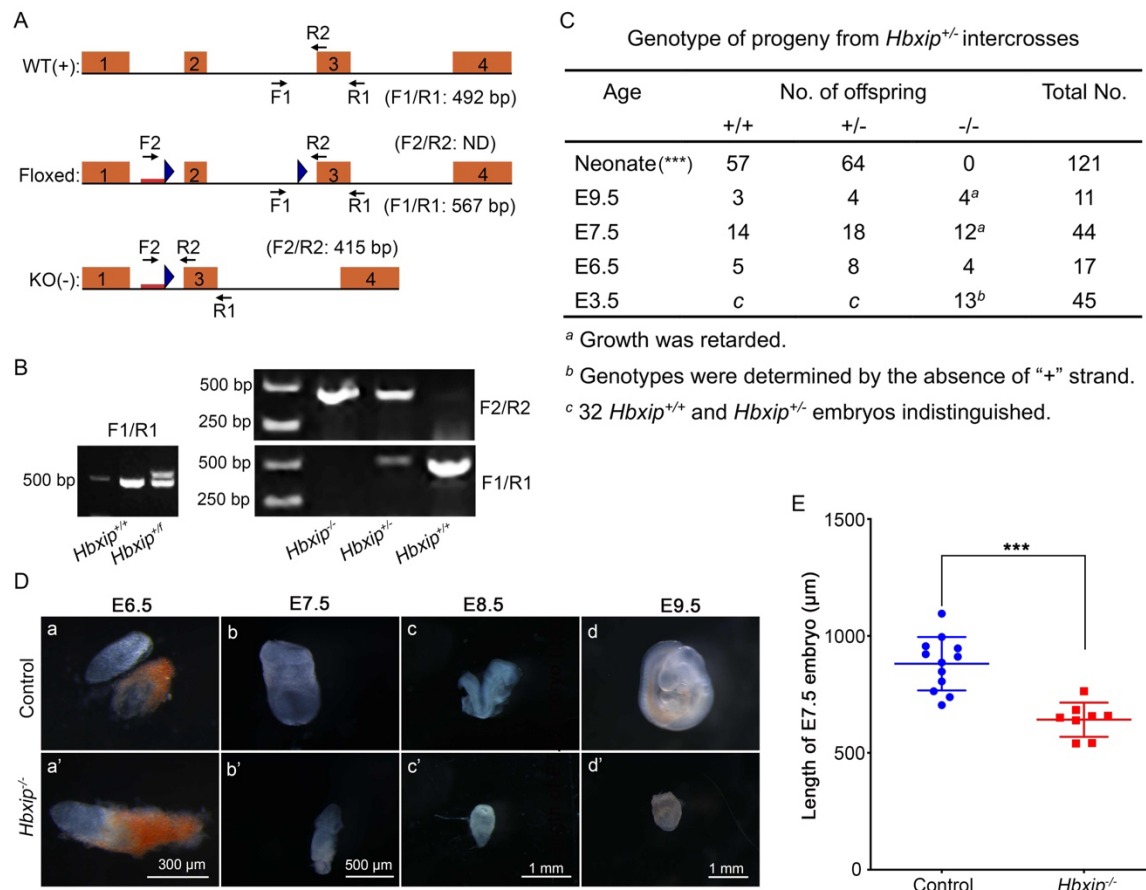 A
WT(+):
1
2
R2
3
4
F1
R1
(F1/R1: 492 bp)
F2
R2
(F2/R2: ND)
Floxed:
1
2
3
4
F1
R1
(F1/R1: 567 bp)
F2
R2
(F2/R2: 415 bp)
KO(-):
1
3
4
R1
B
F1/R1
500 bp
Hbxip+/+
Hbxip+/f
500 bp
250 bp
F2/R2
500 bp
250 bp
F1/R1
Hbxip-/-
Hbxip+/-
Hbxip+/+
C
Genotype of progeny from Hbxip+/- intercrosses
Age No. of offspring Total No.
+/+ +/- -/-
Neonate(***) 57 64 0 121
E9.5 3 4 4a 11
E7.5 14 18 12a 44
E6.5 5 8 4 17
E3.5 c c 13b 45
a Growth was retarded.
b Genotypes were determined by the absence of “+” strand.
c 32 Hbxip+/+ and Hbxip+/- embryos indistinguished.
D
E6.5 E7.5 E8.5 E9.5
Control
a b c d
Hbxip-/-
a' b' c' d'
300 µm 500 µm 1 mm 1 mm
E
Length of E7.5 embryo (µm)
1500
1000
500
0
***
Control Hbxip-/-